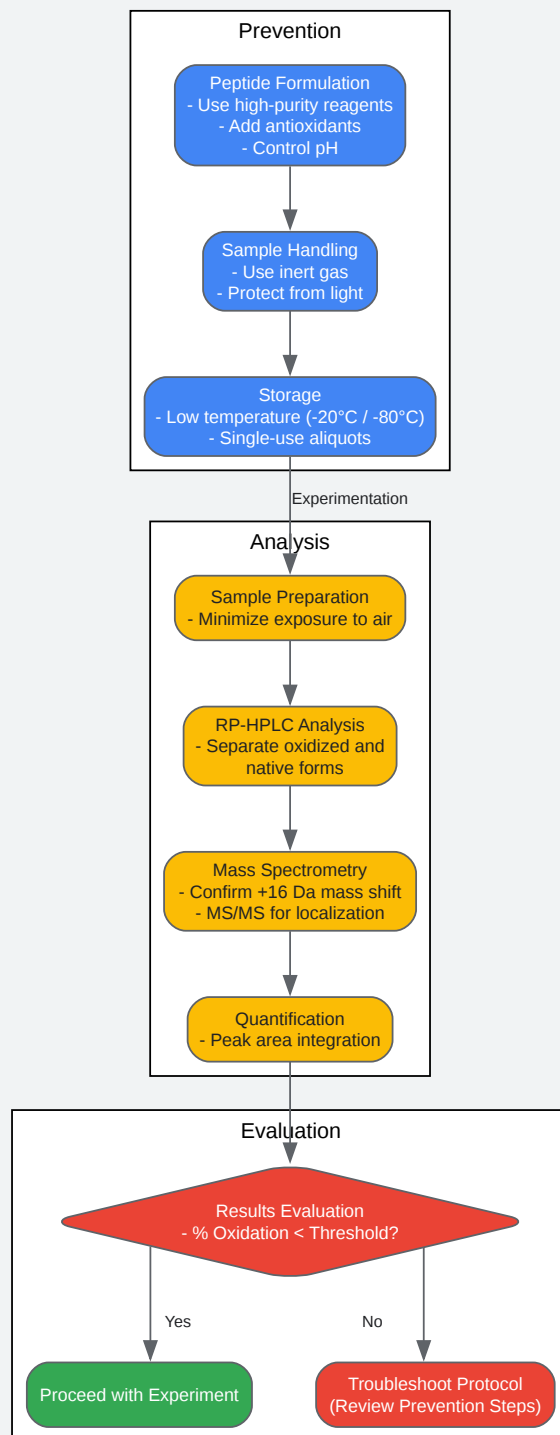 Prevention
Peptide Formulation
- Use high-purity reagents
- Add antioxidants
- Control pH
Sample Handling
- Use inert gas
- Protect from light
Storage
- Low temperature (-20°C / -80°C)
- Single-use aliquots
Experimentation
Analysis
Sample Preparation
- Minimize exposure to air
RP-HPLC Analysis
- Separate oxidized and
native forms
Mass Spectrometry
- Confirm +16 Da mass shift
- MS/MS for localization
Quantification
- Peak area integration
Evaluation
Results Evaluation
- % Oxidation < Threshold?
Yes
No
Proceed with Experiment
Troubleshoot Protocol
(Review Prevention Steps)